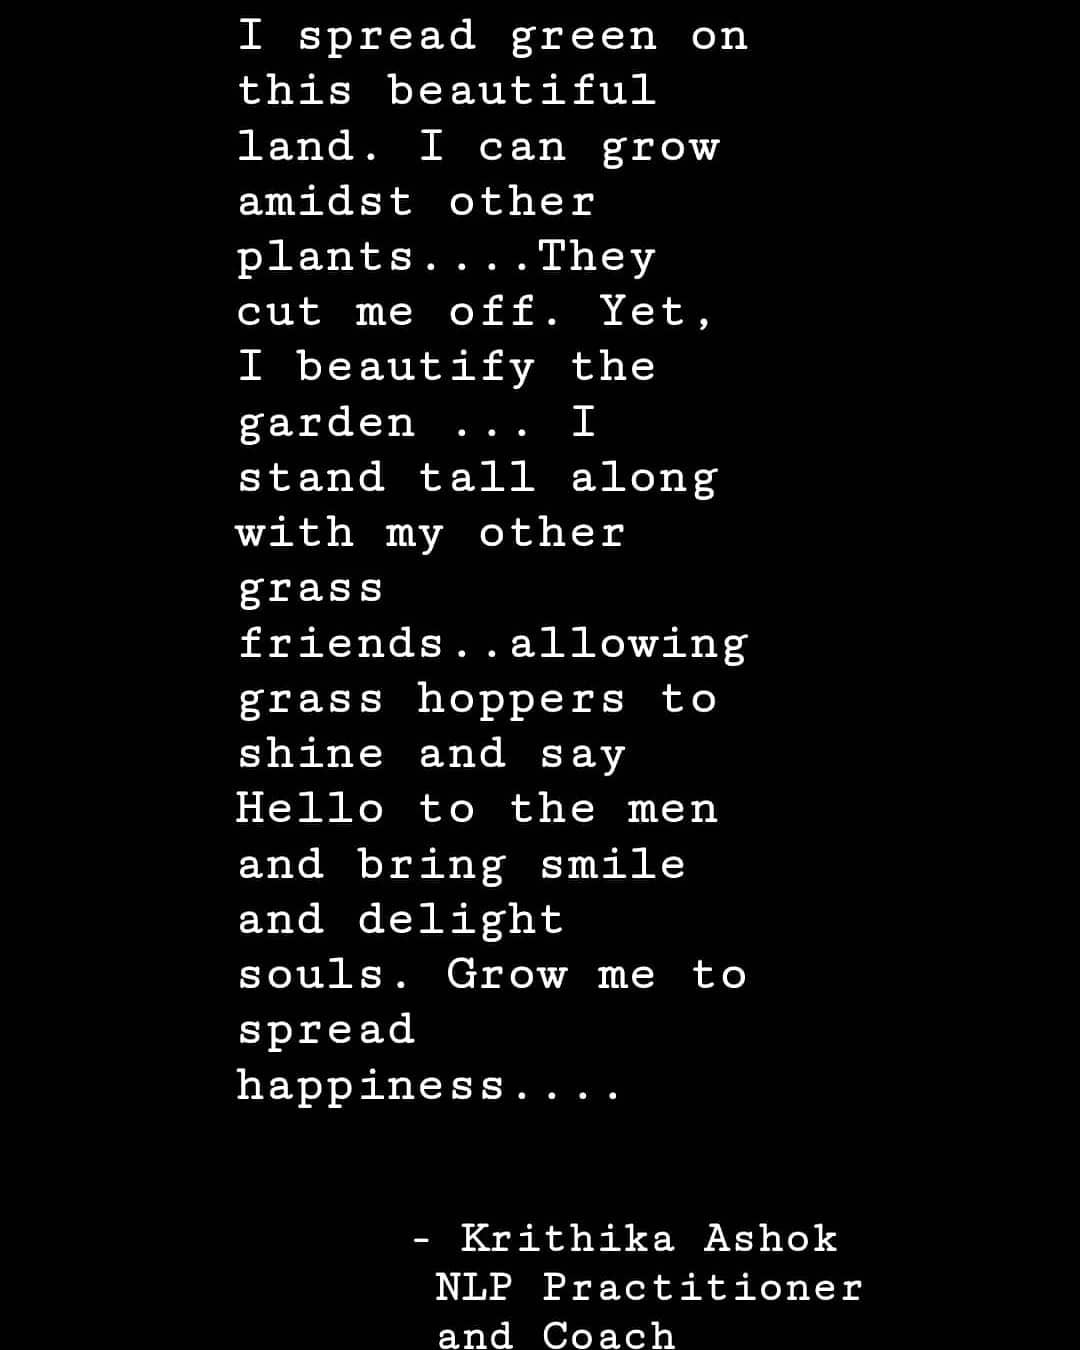 I spread green on
this beautiful
land. I can grow
amidst other
plants....They
cut me off. Yet,
I beautify the
garden ... I
stand tall along
with my other
grass
friends..allowing
grass hoppers to
shine and say
Hello to the men
and bring smile
and delight
souls. Grow me to
spread
happiness....
- Krithika Ashok
NLP Practitioner
and Coach